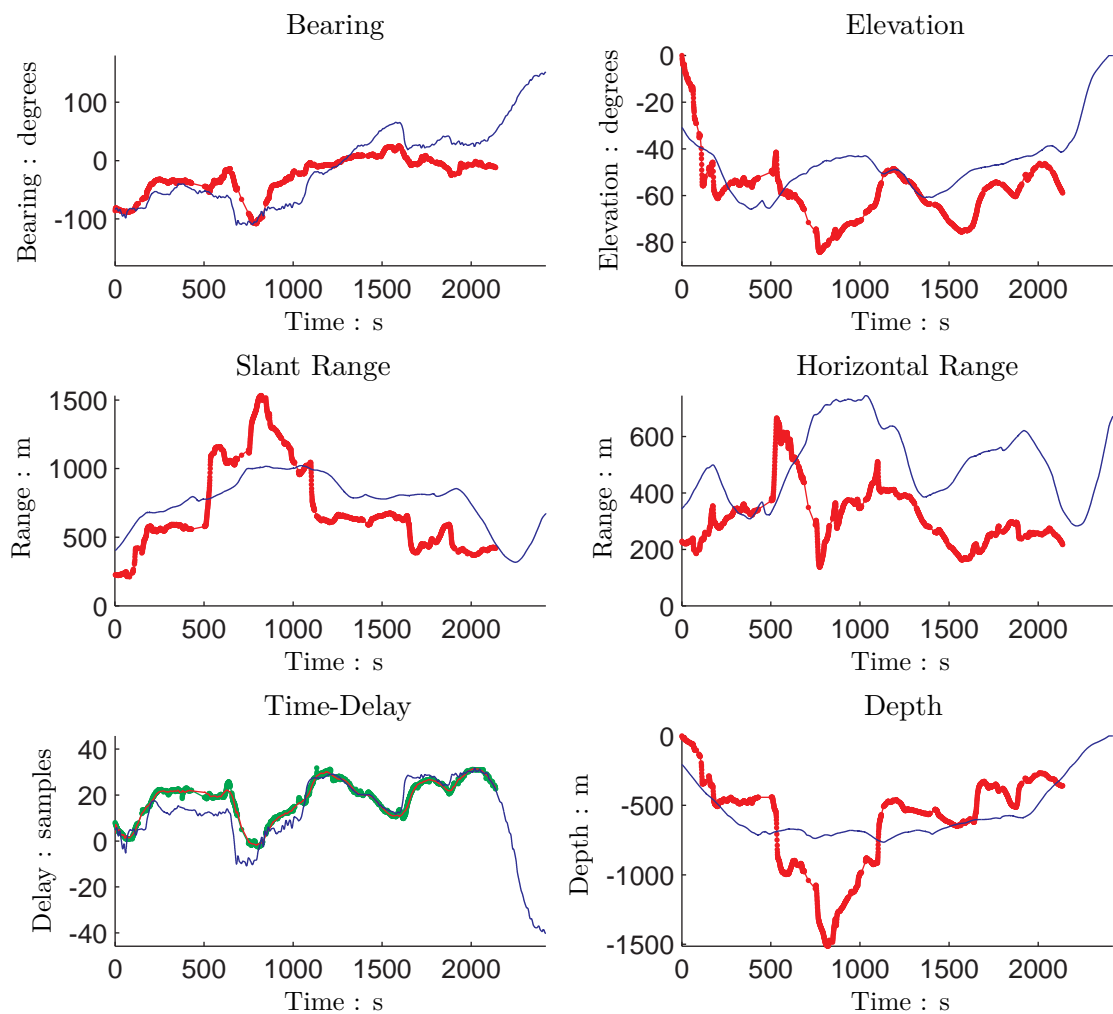 Bearing
Bearing : degrees
100
0
-100
0 500 1000 1500 2000
Time : s
Elevation
Elevation : degrees
0
-20
-40
-60
-80
0 500 1000 1500 2000
Time : s
Slant Range
Range : m
1500
1000
500
0
0 500 1000 1500 2000
Time : s
Horizontal Range
Range : m
600
400
200
0
0 500 1000 1500 2000
Time : s
Time-Delay
Delay : samples
40
20
0
-20
-40
0 500 1000 1500 2000
Time : s
Depth
Depth : m
0
-500
-1000
-1500
0 500 1000 1500 2000
Time : s